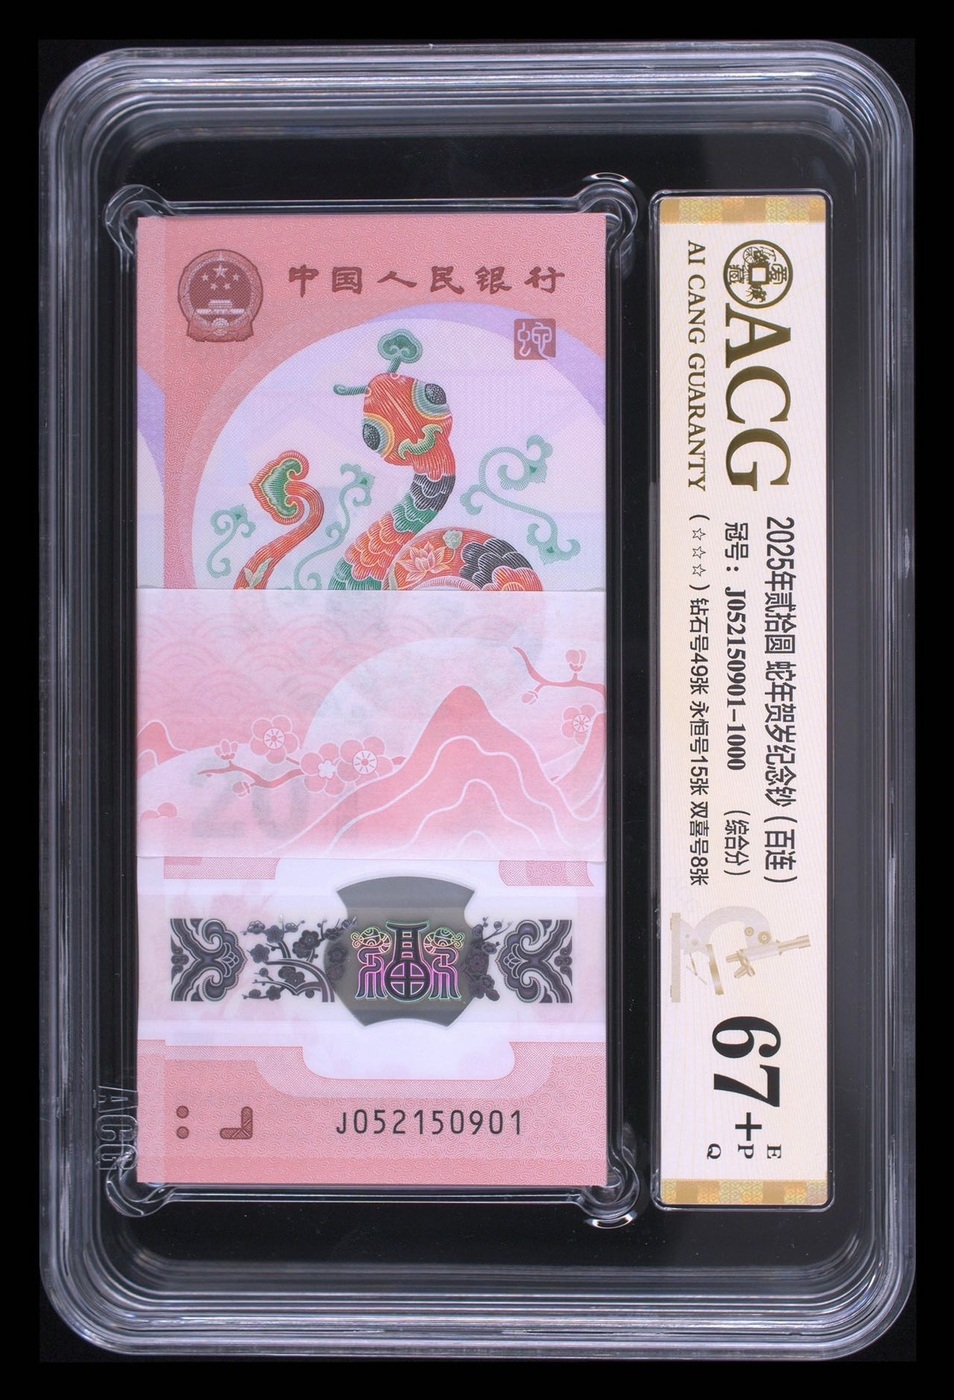 中国人民银行
蛇
201
J052150901
ACG
ACG
AI CANG GUARANTY
2025年贰拾圆 蛇年贺岁纪念钞（百连）
冠号：J052150901-1000 （综合分）
（☆☆☆）钻石号49张 永恒号15张 双喜号8张
67+
E
P
Q